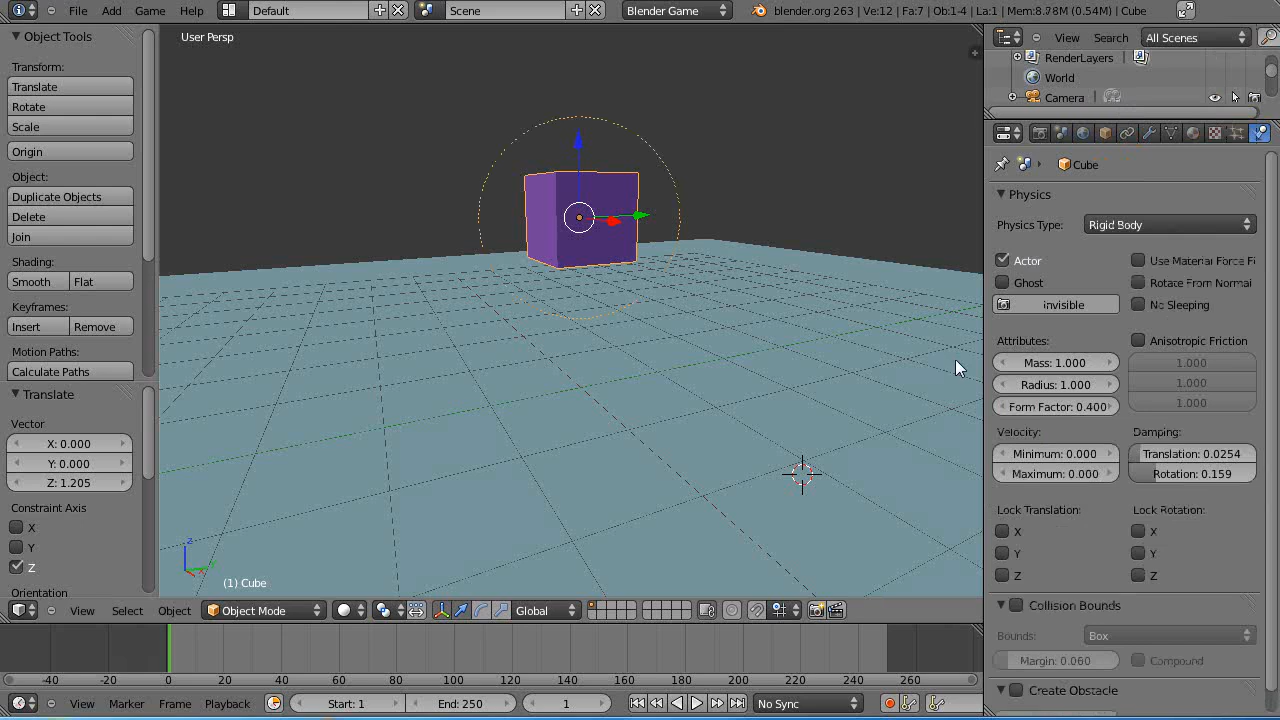 File Add Game Render Help Default Scene Blender Game blender.org 263 | Ve:12 | Fa:7 | Ob:1-4 | La:1 | Mem:8.78M (0.54M) | Cube
Object Tools
Transform:
Translate
Rotate
Scale
Origin
Object:
Duplicate Objects
Delete
Join
Shading:
Smooth Flat
Keyframes:
Insert Remove
Motion Paths:
Calculate Paths
Translate
Vector
X: 0.000
Y: 0.000
Z: 1.205
Constraint Axis
X
Y
Z
Orientation
User Persp
z
(1) Cube
View Search All Scenes
RenderLayers
World
Camera
Cube
Physics
Physics Type: Rigid Body
Actor Use Material Force Fi
Ghost Rotate From Normal
invisible No Sleeping
Attributes: Anisotropic Friction
Mass: 1.000 1.000
Radius: 1.000 1.000
Form Factor: 0.400 1.000
Velocity: Damping:
Minimum: 0.000 Translation: 0.0254
Maximum: 0.000 Rotation: 0.159
Lock Translation: Lock Rotation:
X X
Y Y
Z Z
Collision Bounds
Bounds: Box
Margin: 0.060 Compound
Create Obstacle
View Select Object Object Mode Global
-40 -20 0 20 40 60 80 100 120 140 160 180 200 220 240 260
View Marker Frame Playback Start: 1 End: 250 1 No Sync